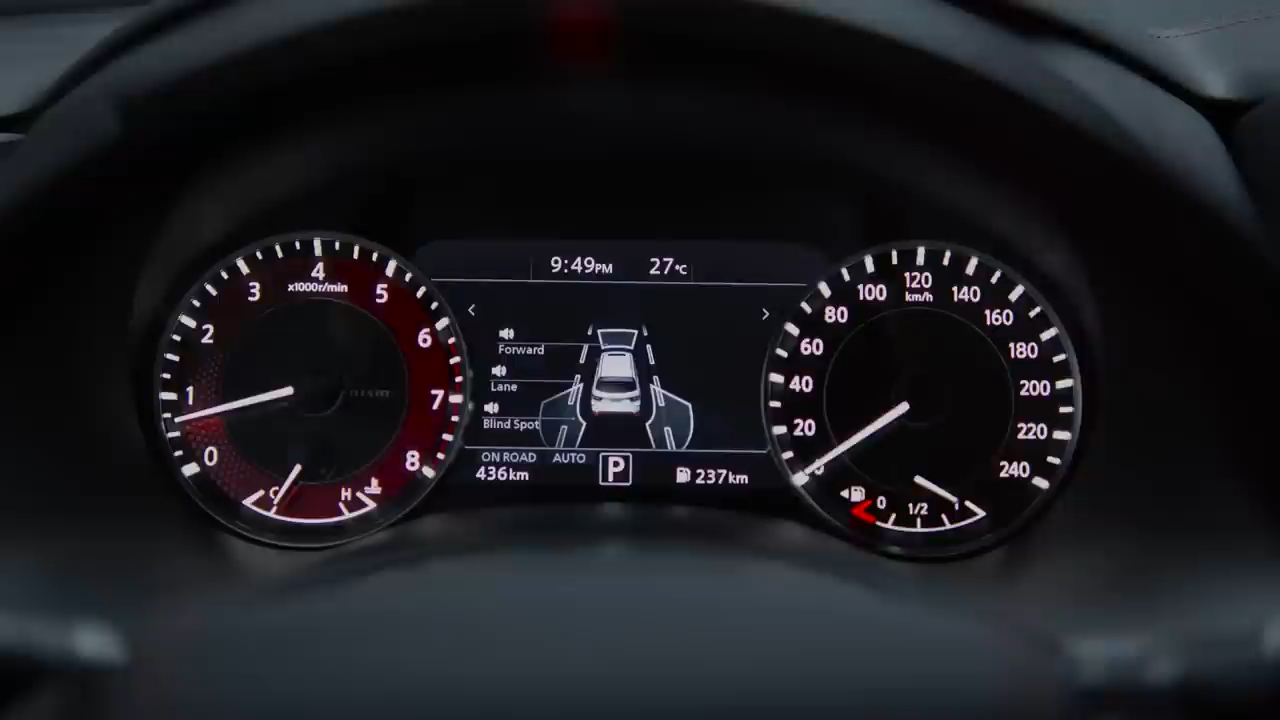 9:49PM 27°C
Forward
Lane
Blind Spot
ON ROAD AUTO
436km P 237km
0 1 2 3 4 5 6 7 8
x1000r/min
C H
20 40 60 80 100 120 140 160 180 200 220 240
km/h
0 1/2